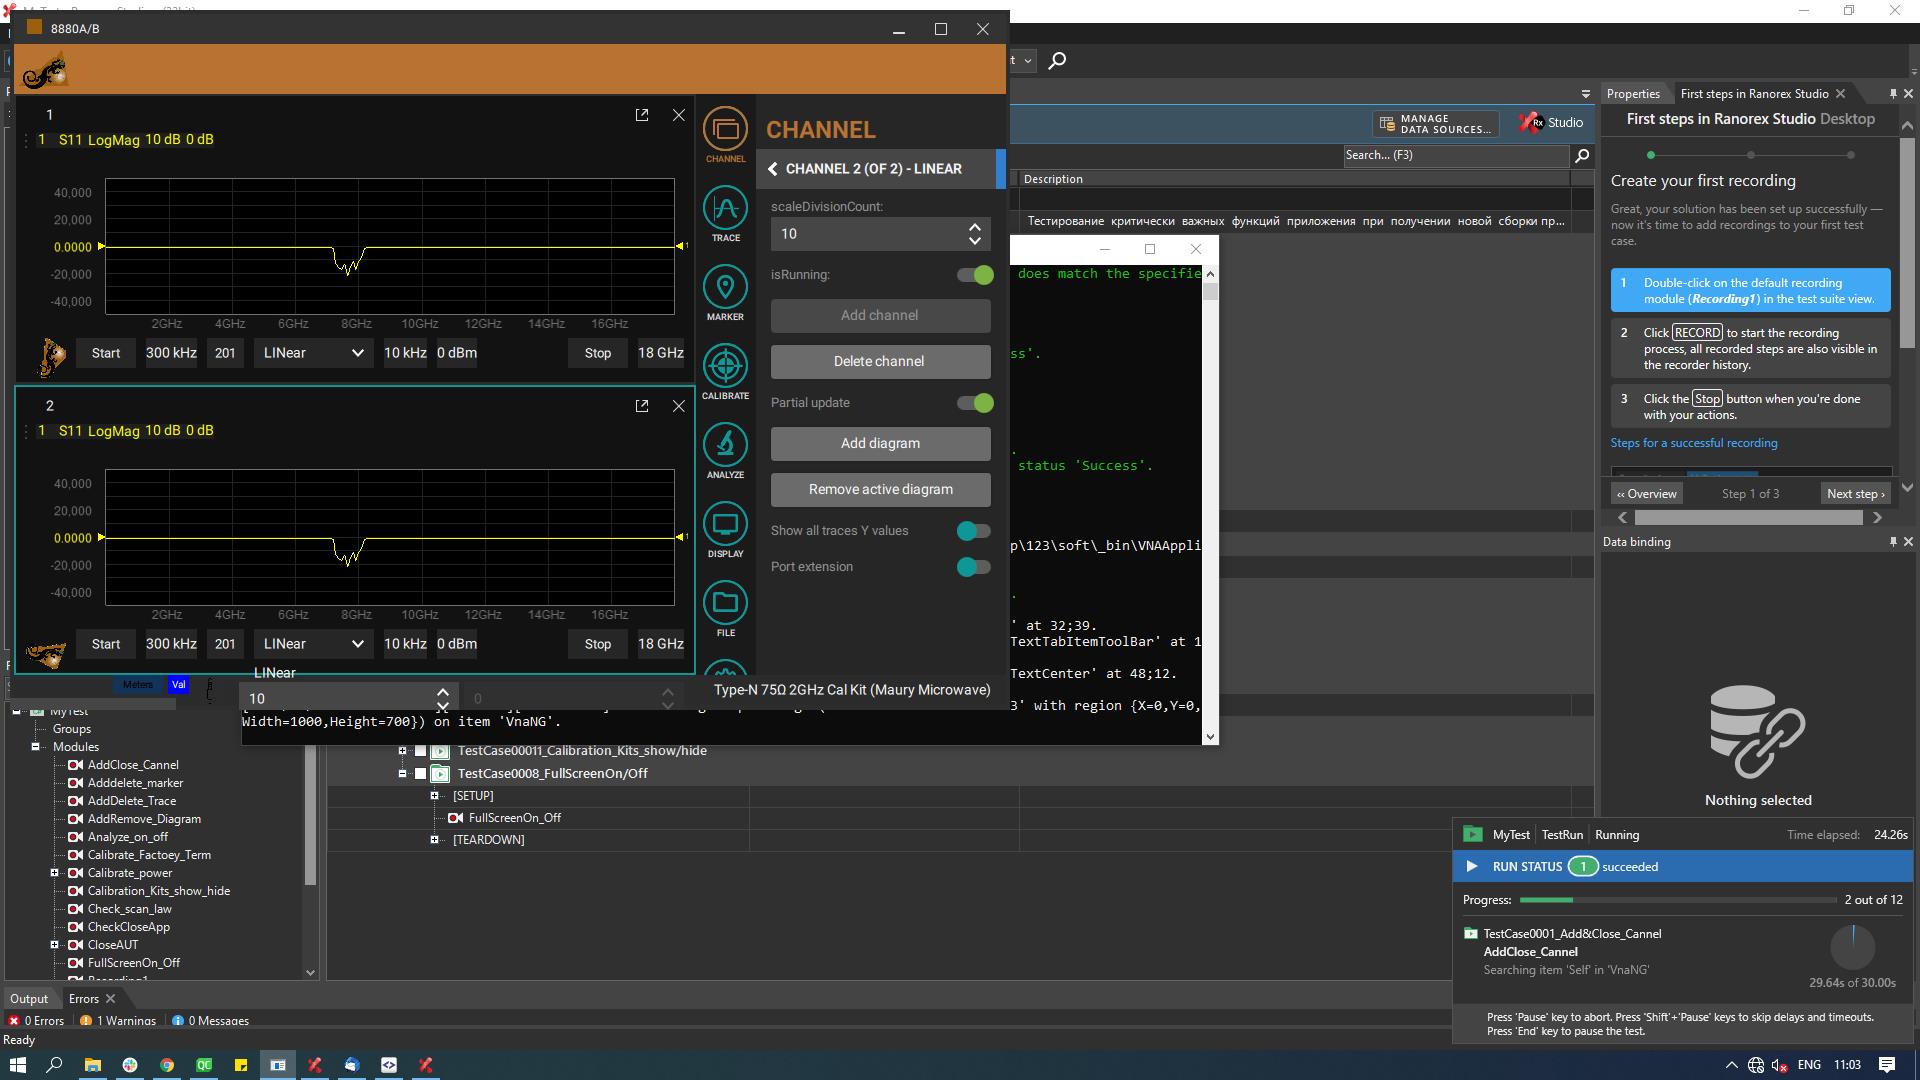 8880A/B
1
1 S11 LogMag 10 dB 0 dB
40,000
20,000
0.0000
1
-20,000
-40,000
2GHz 4GHz 6GHz 8GHz 10GHz 12GHz 14GHz 16GHz
Start 300 kHz 201 LINear 10 kHz 0 dBm Stop 18 GHz
2
1 S11 LogMag 10 dB 0 dB
40,000
20,000
0.0000
1
-20,000
-40,000
2GHz 4GHz 6GHz 8GHz 10GHz 12GHz 14GHz 16GHz
Start 300 kHz 201 LINear 10 kHz 0 dBm Stop 18 GHz
LINear
Meters Val
10 0
CHANNEL
TRACE
MARKER
CALIBRATE
ANALYZE
DISPLAY
FILE
CHANNEL
CHANNEL 2 (OF 2) - LINEAR
scaleDivisionCount:
10
isRunning:
Add channel
Delete channel
Partial update
Add diagram
Remove active diagram
Show all traces Y values
Port extension
Type-N 75Ω 2GHz Cal Kit (Maury Microwave)
MANAGE
DATA SOURCES...
Rx Studio
Search... (F3)
Description
Тестирование критически важных функций приложения при получении новой сборки пр...
does match the specifie
ss'.
.
status 'Success'.
p\123\soft\_bin\VNAAppli
.
' at 32;39.
TextTabItemToolBar' at 1
TextCenter' at 48;12.
3' with region {X=0,Y=0,
Width=1000,Height=700}) on item 'VnaNG'.
MyTest
Groups
Modules
AddClose_Cannel
Adddelete_marker
AddDelete_Trace
AddRemove_Diagram
Analyze_on_off
Calibrate_Factoey_Term
Calibrate_power
Calibration_Kits_show_hide
Check_scan_law
CheckCloseApp
CloseAUT
FullScreenOn_Off
Recording1
TestCase00011_Calibration_Kits_show/hide
TestCase0008_FullScreenOn/Off
[SETUP]
FullScreenOn_Off
[TEARDOWN]
Properties First steps in Ranorex Studio
First steps in Ranorex Studio Desktop
Create your first recording
Great, your solution has been set up successfully —
now it's time to add recordings to your first test
case.
1 Double-click on the default recording
module (Recording1) in the test suite view.
2 Click RECORD to start the recording
process, all recorded steps are also visible in
the recorder history.
3 Click the Stop button when you're done
with your actions.
Steps for a successful recording
‹‹ Overview Step 1 of 3 Next step ›
Data binding
Nothing selected
MyTest TestRun Running Time elapsed: 24.26s
RUN STATUS 1 succeeded
Progress: 2 out of 12
TestCase0001_Add&Close_Cannel
AddClose_Cannel
Searching item 'Self' in 'VnaNG'
29.64s of 30.00s
Press 'Pause' key to abort. Press 'Shift'+'Pause' keys to skip delays and timeouts.
Press 'End' key to pause the test.
Output Errors
0 Errors 1 Warnings 0 Messages
Ready
QC
ENG 11:03